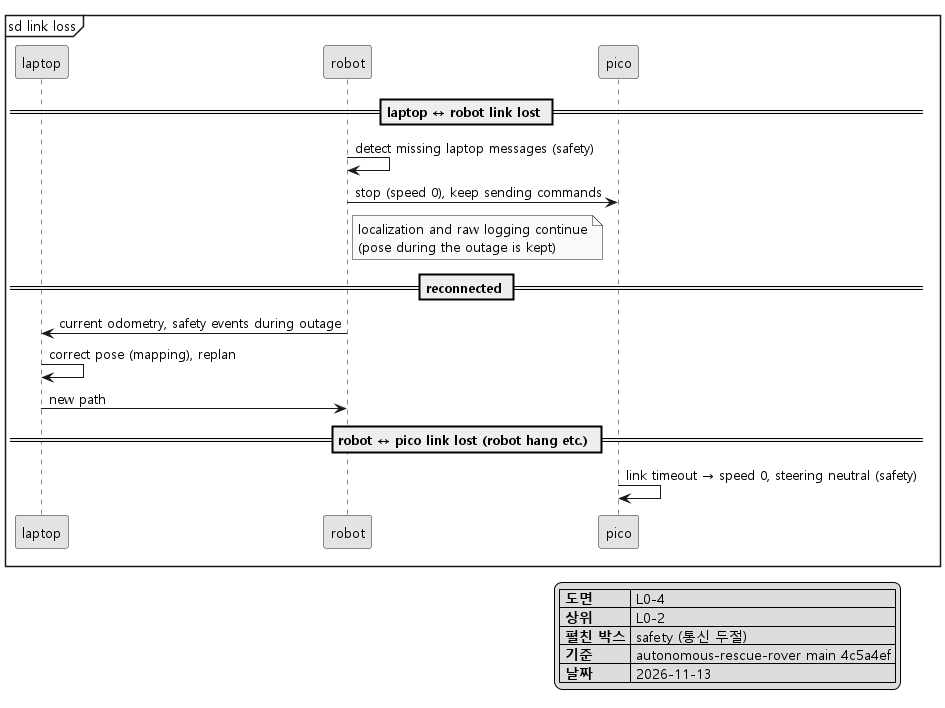 sd link loss
laptop
robot
pico
laptop ↔ robot link lost
detect missing laptop messages (safety)
stop (speed 0), keep sending commands
localization and raw logging continue
(pose during the outage is kept)
reconnected
current odometry, safety events during outage
correct pose (mapping), replan
new path
robot ↔ pico link lost (robot hang etc.)
link timeout → speed 0, steering neutral (safety)
laptop
robot
pico
도면 L0-4
상위 L0-2
펼친 박스 safety (통신 두절)
기준 autonomous-rescue-rover main 4c5a4ef
날짜 2026-11-13